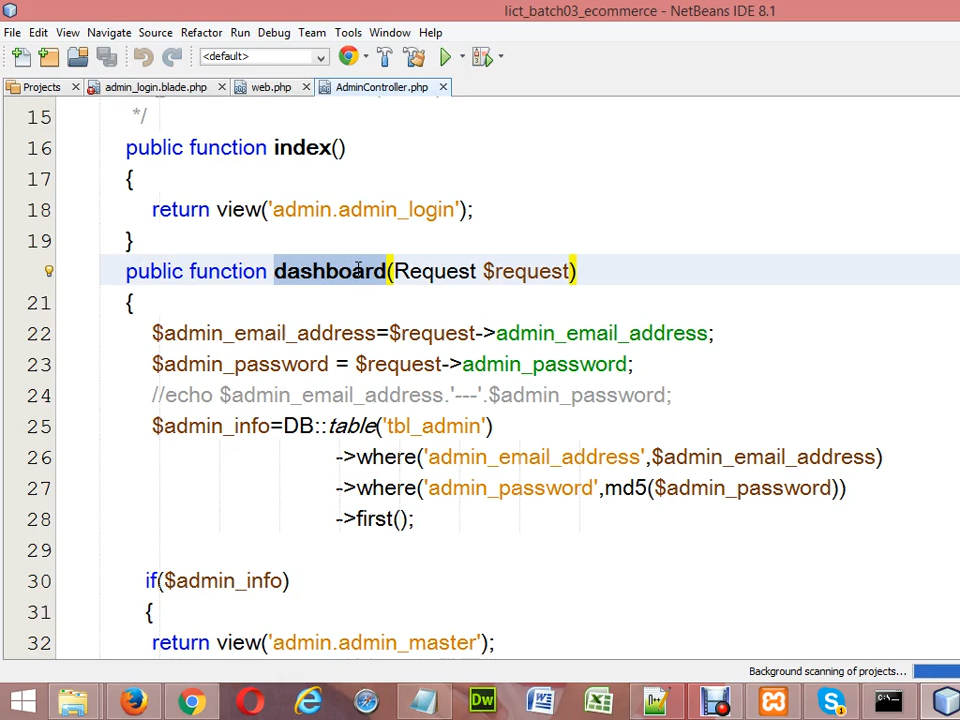 lict_batch03_ecommerce - NetBeans IDE 8.1
File Edit View Navigate Source Refactor Run Debug Team Tools Window Help
<default>
Projects admin_login.blade.php web.php AdminController.php
15 */
16 public function index()
17 {
18 return view('admin.admin_login');
19 }
public function dashboard(Request $request)
21 {
22 $admin_email_address=$request->admin_email_address;
23 $admin_password = $request->admin_password;
24 //echo $admin_email_address.'---'.$admin_password;
25 $admin_info=DB::table('tbl_admin')
26 ->where('admin_email_address',$admin_email_address)
27 ->where('admin_password',md5($admin_password))
28 ->first();
29
30 if($admin_info)
31 {
32 return view('admin.admin_master');
Background scanning of projects...
Dw